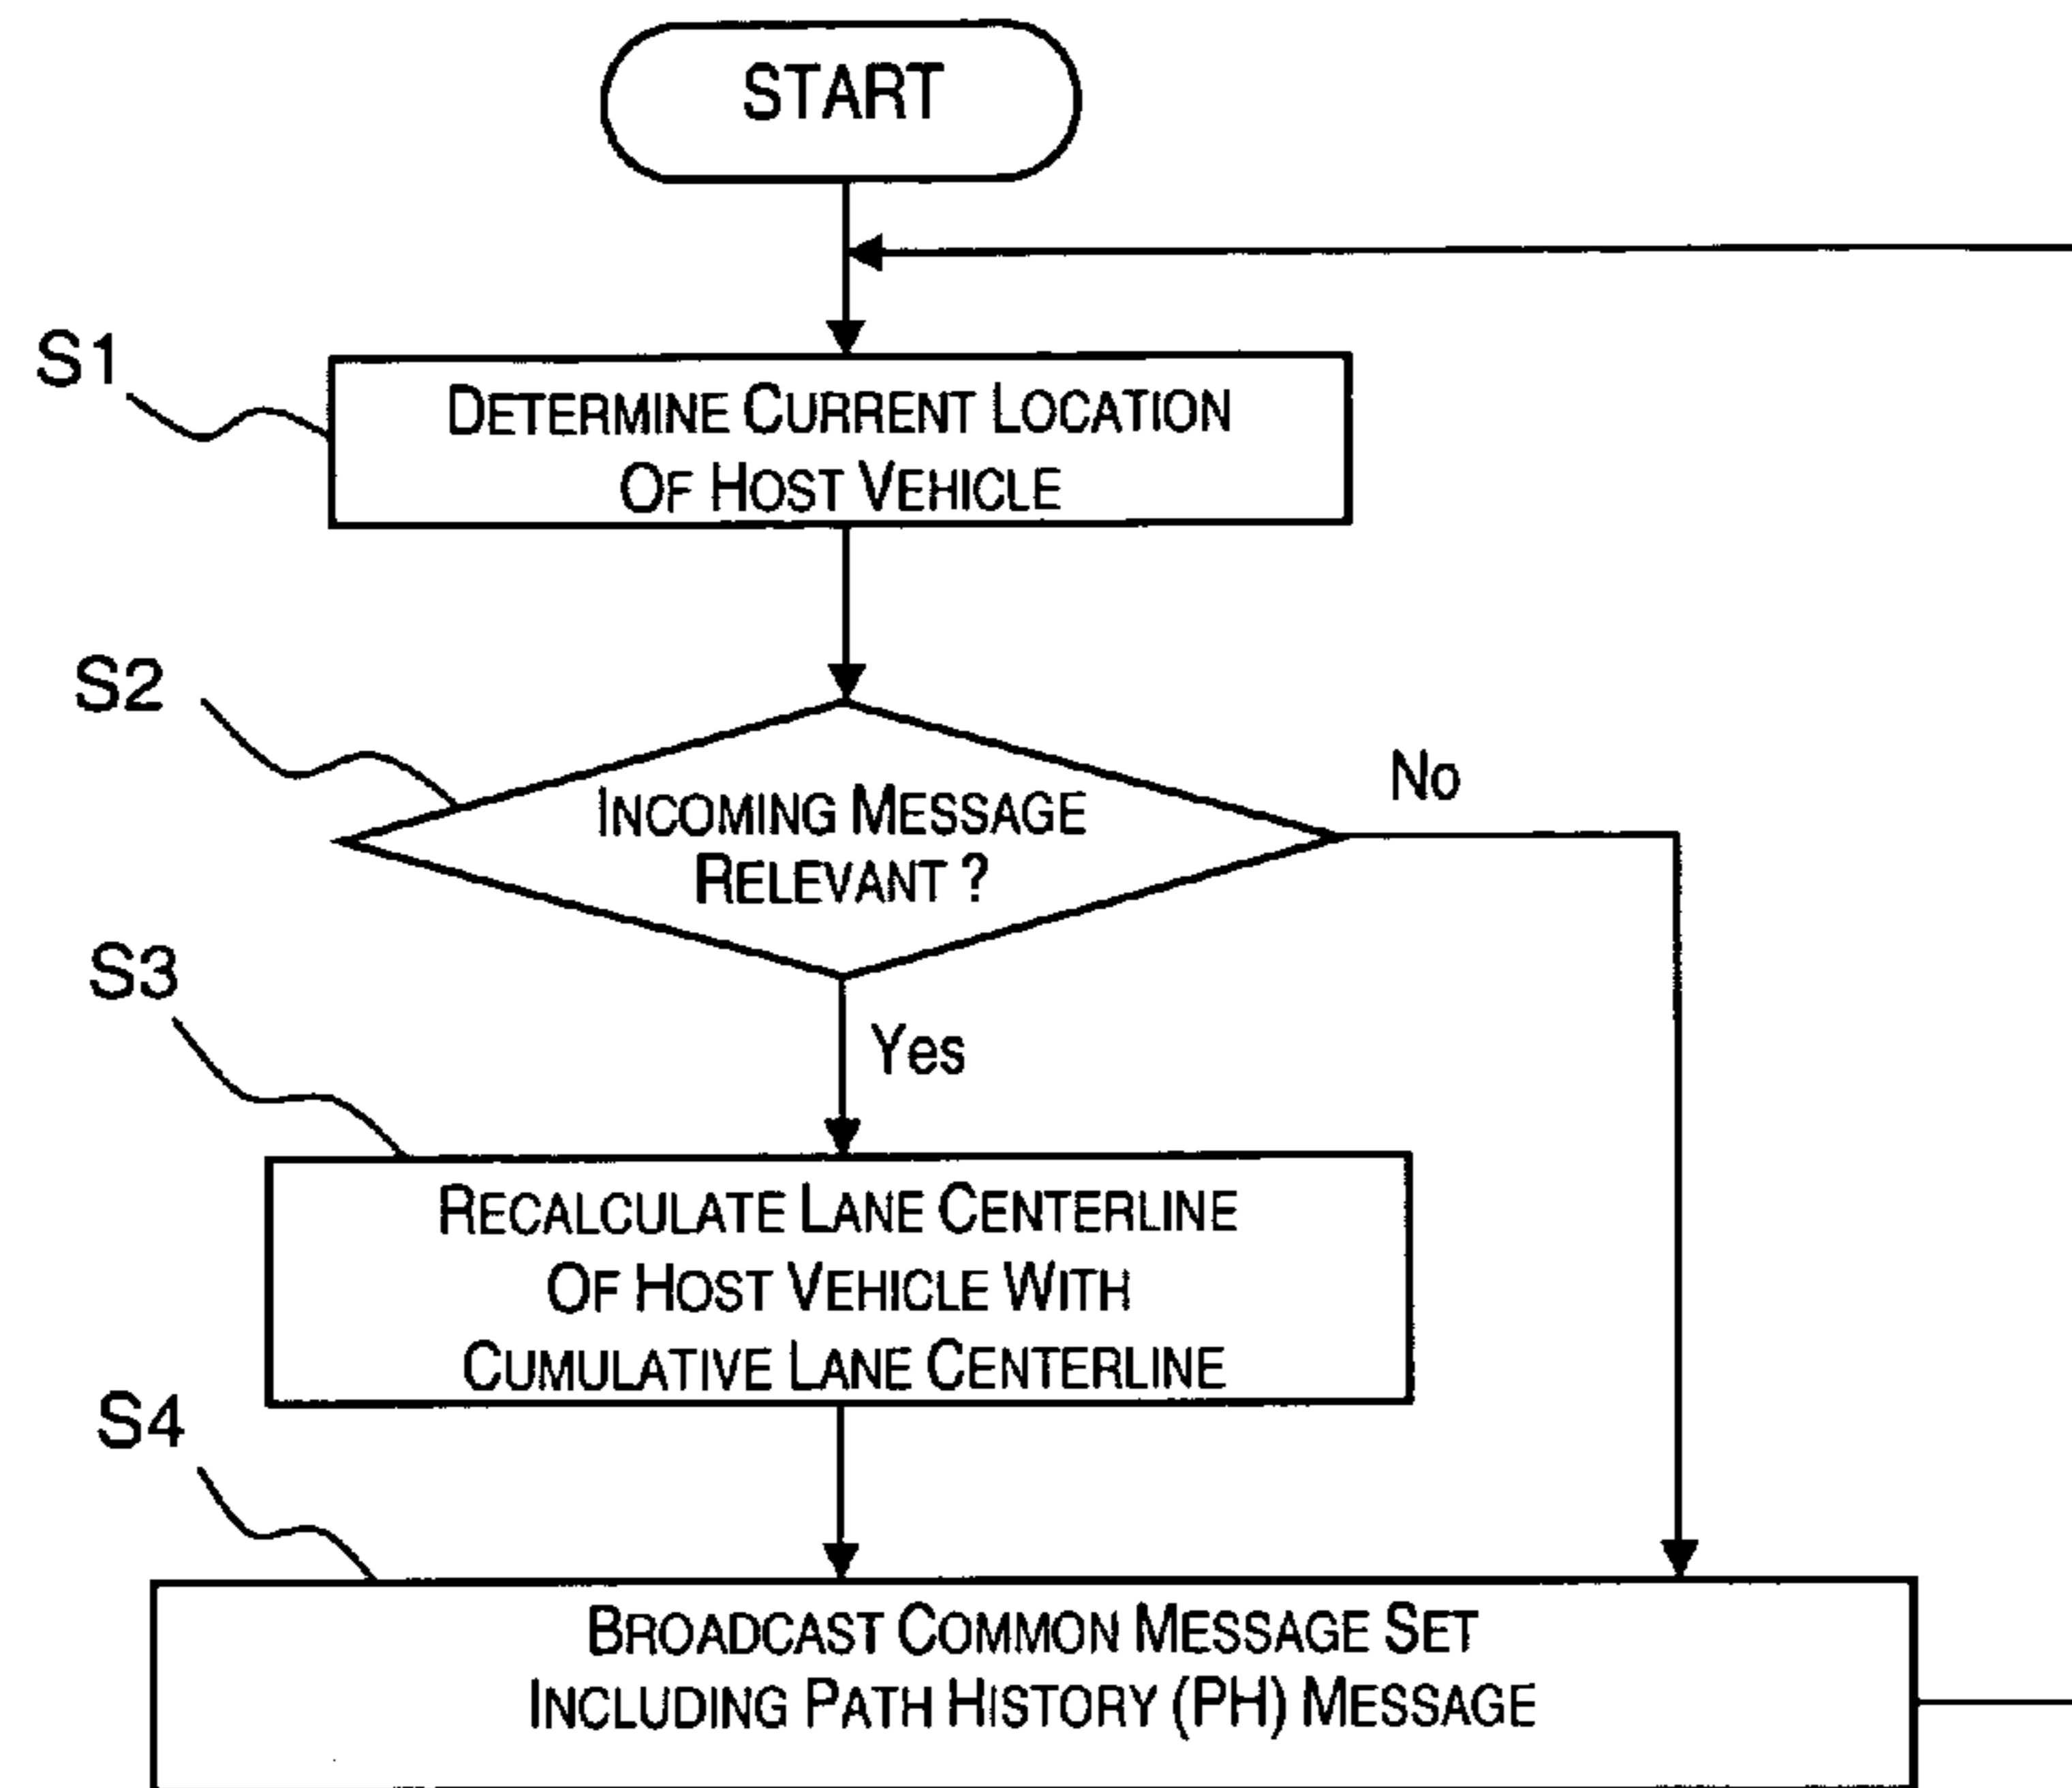 START
S1
DETERMINE CURRENT LOCATION
OF HOST VEHICLE
S2
INCOMING MESSAGE
RELEVANT ?
No
S3
Yes
RECALCULATE LANE CENTERLINE
OF HOST VEHICLE WITH
CUMULATIVE LANE CENTERLINE
S4
BROADCAST COMMON MESSAGE SET
INCLUDING PATH HISTORY (PH) MESSAGE